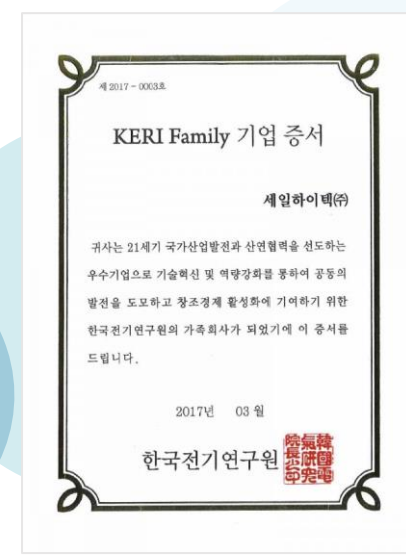 제 2017 - 0003호
KERI Family 기업 증서
세일하이텍㈜
귀사는 21세기 국가산업발전과 산연협력을 선도하는
우수기업으로 기술혁신 및 역량강화를 통하여 공동의
발전을 도모하고 창조경제 활성화에 기여하기 위한
한국전기연구원의 가족회사가 되었기에 이 증서를
드립니다.
2017년 03월
한국전기연구원